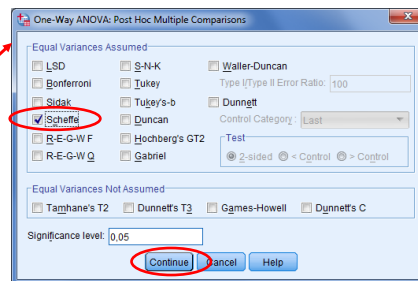 One-Way ANOVA: Post Hoc Multiple Comparisons
Equal Variances Assumed
LSD S-N-K Waller-Duncan
Bonferroni Tukey Type I/Type II Error Ratio: 100
Sidak Tukey's-b Dunnett
Scheffe Duncan Control Category: Last
R-E-G-W F Hochberg's GT2 Test
R-E-G-W Q Gabriel 2-sided < Control > Control
Equal Variances Not Assumed
Tamhane's T2 Dunnett's T3 Games-Howell Dunnett's C
Significance level: 0,05
Continue Cancel Help